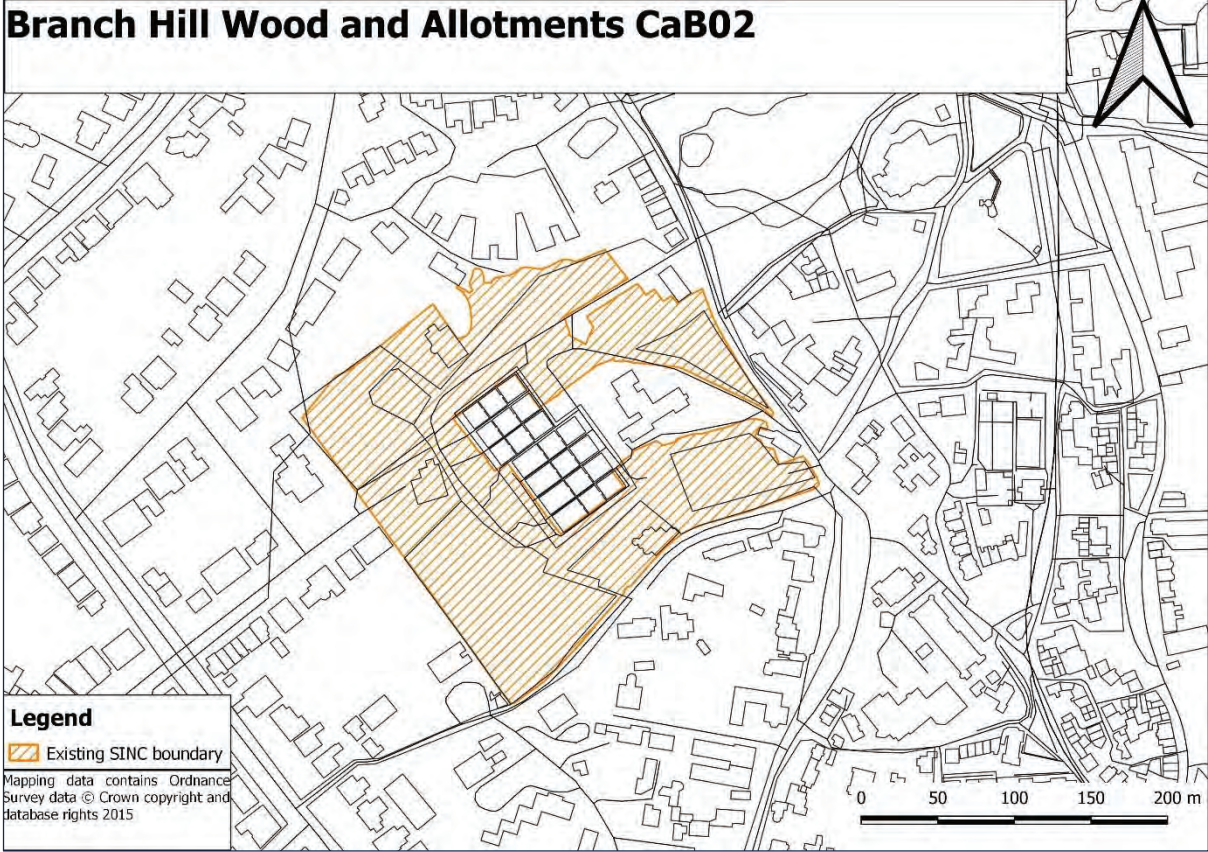 Branch Hill Wood and Allotments CaB02
Legend
Existing SINC boundary
Mapping data contains Ordnance
Survey data © Crown copyright and
database rights 2015
0 50 100 150 200 m